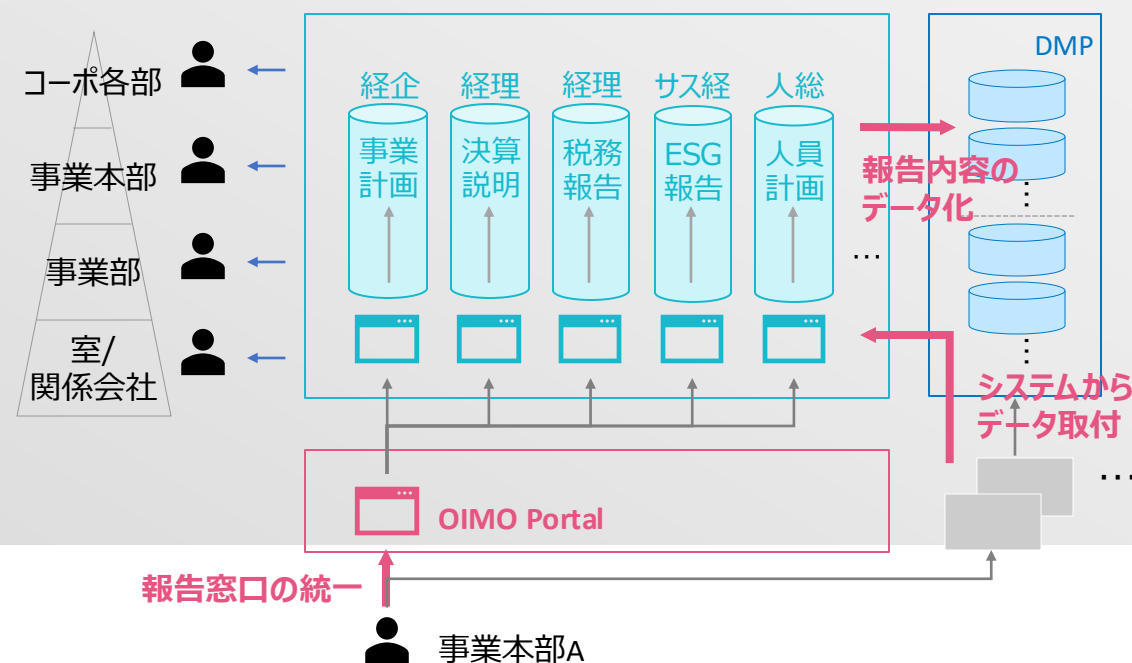 コーポ各部
事業本部
事業部
室/
関係会社
経企
経理
経理
サス経
人総
事業
計画
決算
説明
税務
報告
ESG
報告
人員
計画
…
DMP
報告内容の
データ化
⋮
⋮
システムから
データ取付
…
OIMO Portal
報告窓口の統一
事業本部A